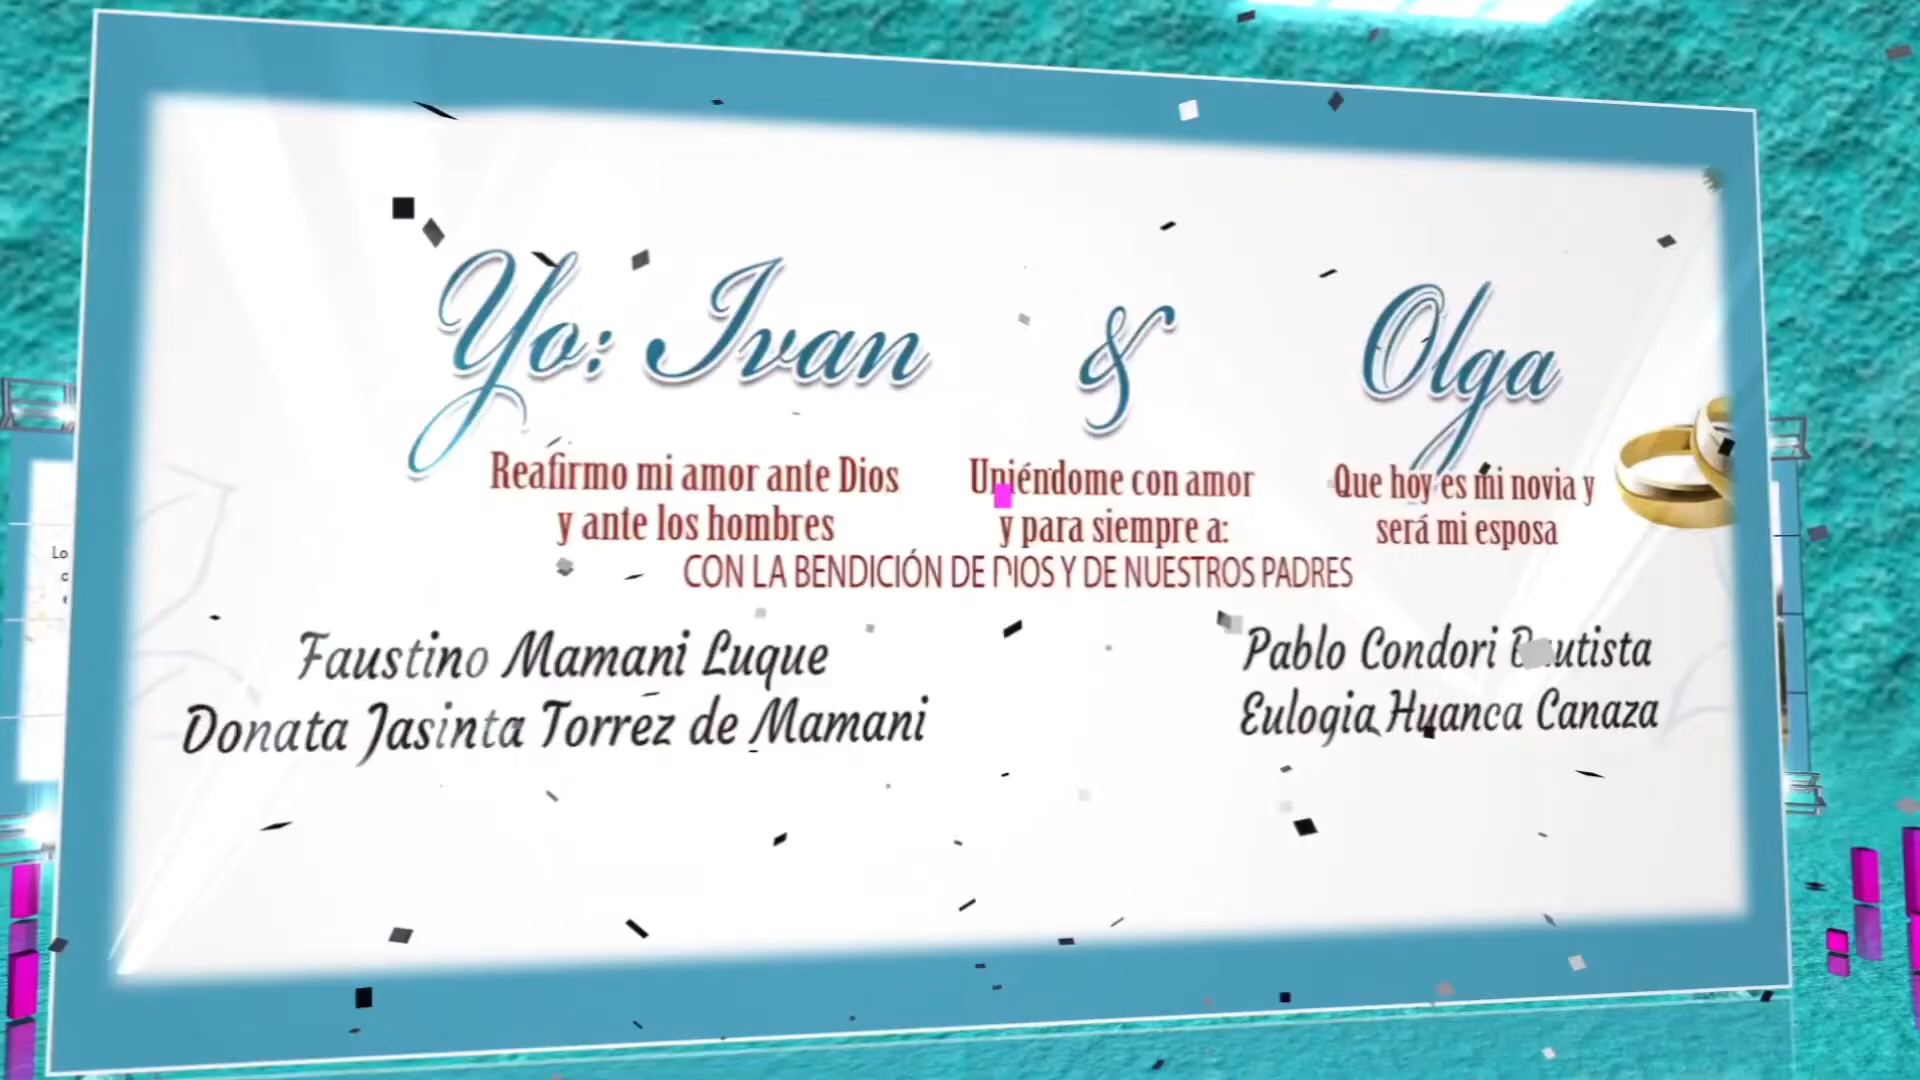 Yo: Ivan & Olga
Reafirmo mi amor ante Dios
y ante los hombres
Uniéndome con amor
y para siempre a:
Que hoy es mi novia y
será mi esposa
CON LA BENDICIÓN DE DIOS Y DE NUESTROS PADRES
Faustino Mamani Luque
Donata Jasinta Torrez de Mamani
Pablo Condori Bautista
Eulogia Huanca Canaza
Lo